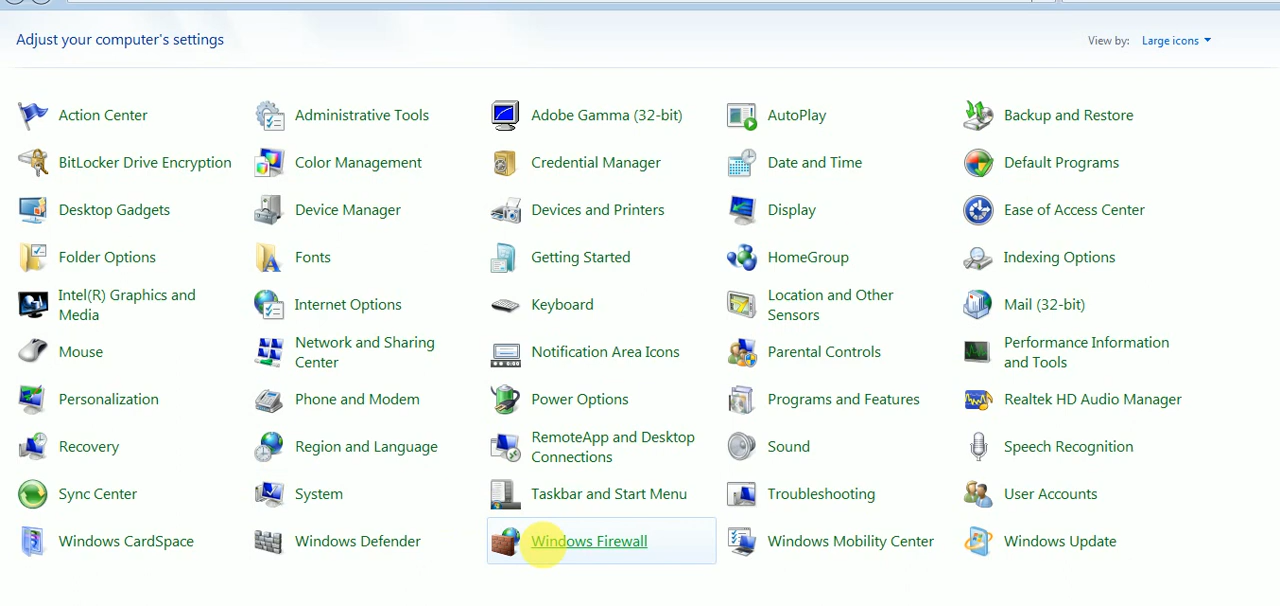 Adjust your computer's settings
View by: Large icons
Action Center
Administrative Tools
Adobe Gamma (32-bit)
AutoPlay
Backup and Restore
BitLocker Drive Encryption
Color Management
Credential Manager
Date and Time
Default Programs
Desktop Gadgets
Device Manager
Devices and Printers
Display
Ease of Access Center
Folder Options
Fonts
Getting Started
HomeGroup
Indexing Options
Intel(R) Graphics and
Media
Internet Options
Keyboard
Location and Other
Sensors
Mail (32-bit)
Mouse
Network and Sharing
Center
Notification Area Icons
Parental Controls
Performance Information
and Tools
Personalization
Phone and Modem
Power Options
Programs and Features
Realtek HD Audio Manager
Recovery
Region and Language
RemoteApp and Desktop
Connections
Sound
Speech Recognition
Sync Center
System
Taskbar and Start Menu
Troubleshooting
User Accounts
Windows CardSpace
Windows Defender
Windows Firewall
Windows Mobility Center
Windows Update